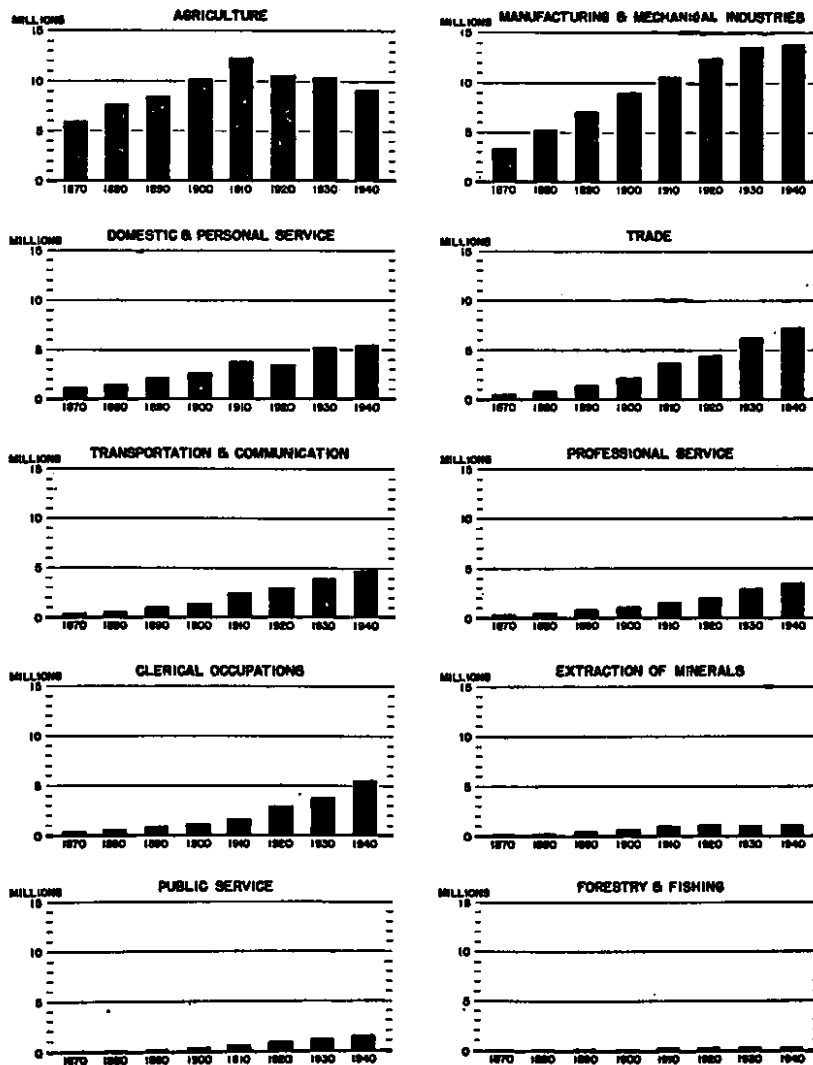 AGRICULTURE
MILLIONS
15
10
5
0
1870 1880 1890 1900 1910 1920 1930 1940
MANUFACTURING & MECHANICAL INDUSTRIES
MILLIONS
15
10
5
0
1870 1880 1890 1900 1910 1920 1930 1940
DOMESTIC & PERSONAL SERVICE
MILLIONS
15
10
5
0
1870 1880 1890 1900 1910 1920 1930 1940
TRADE
MILLIONS
15
10
5
0
1870 1880 1890 1900 1910 1920 1930 1940
TRANSPORTATION & COMMUNICATION
MILLIONS
15
10
5
0
1870 1880 1890 1900 1910 1920 1930 1940
PROFESSIONAL SERVICE
MILLIONS
15
10
5
0
1870 1880 1890 1900 1910 1920 1930 1940
CLERICAL OCCUPATIONS
MILLIONS
15
10
5
0
1870 1880 1890 1900 1910 1920 1930 1940
EXTRACTION OF MINERALS
MILLIONS
15
10
5
0
1870 1880 1890 1900 1910 1920 1930 1940
PUBLIC SERVICE
MILLIONS
15
10
5
0
1870 1880 1890 1900 1910 1920 1930 1940
FORESTRY & FISHING
MILLIONS
15
10
5
0
1870 1880 1890 1900 1910 1920 1930 1940